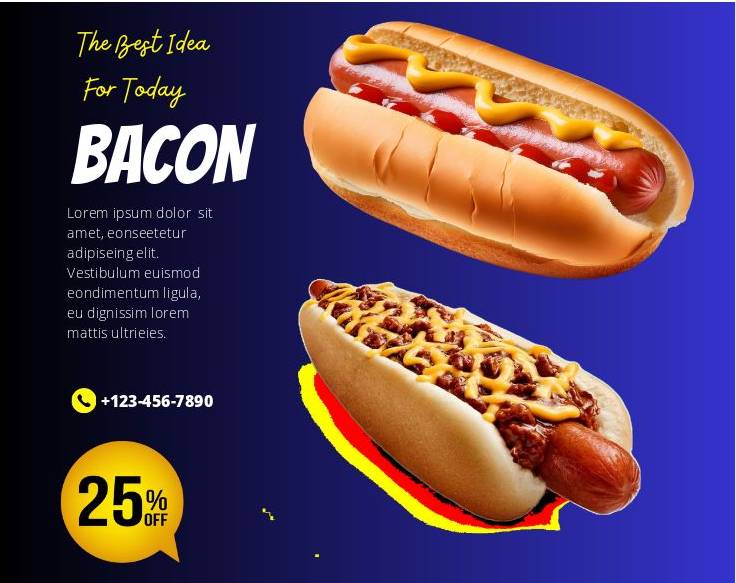 The Best Idea
For Today
BACON
Lorem ipsum dolor sit
amet, eonseetetur
adipiseing elit.
Vestibulum euismod
eondimentum ligula,
eu dignissim lorem
mattis ultrieies.
+123-456-7890
25%
OFF